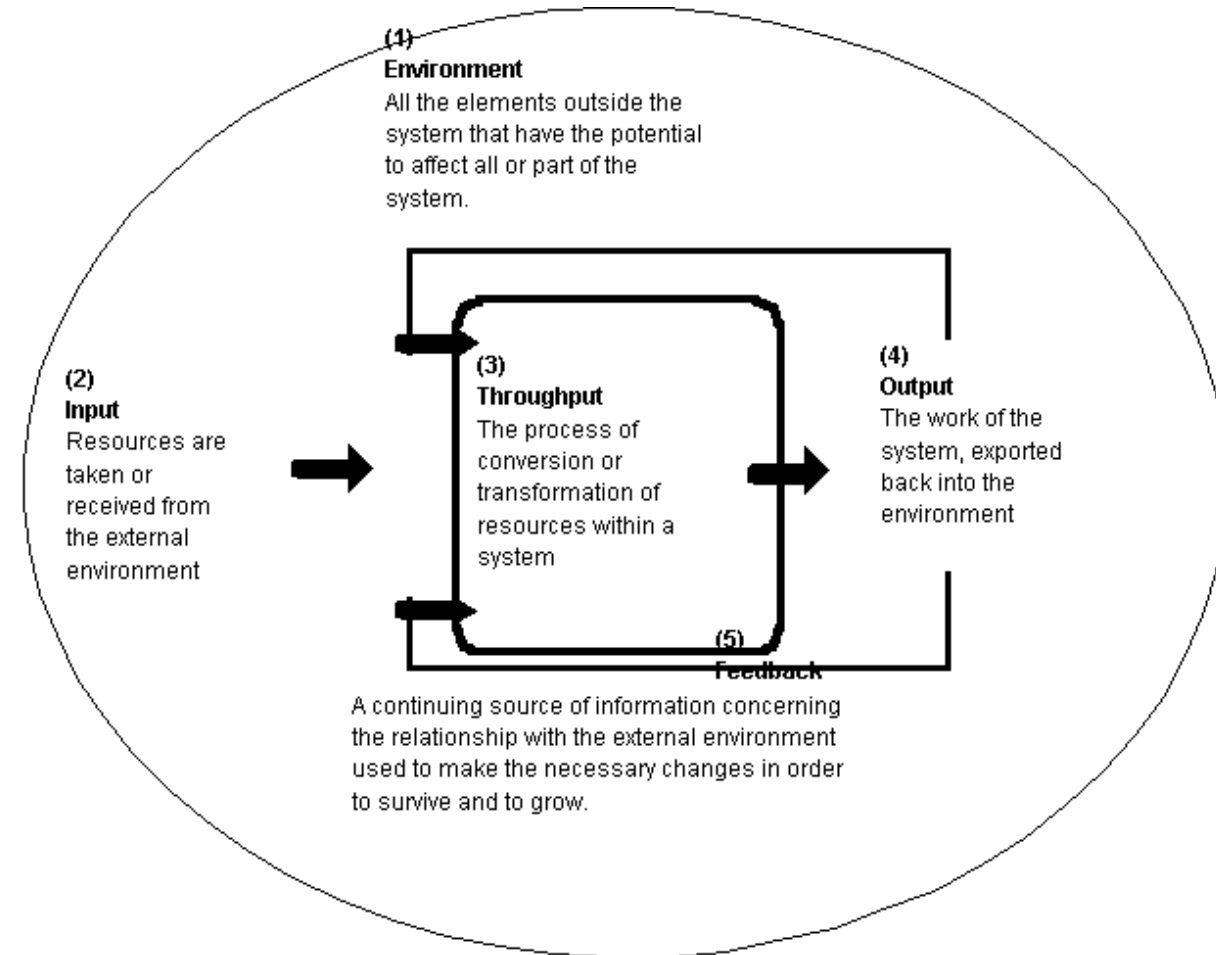 (1)
Environment
All the elements outside the
system that have the potential
to affect all or part of the
system.
(2)
Input
Resources are
taken or
received from
the external
environment
(3)
Throughput
The process of
conversion or
transformation of
resources within a
system
(4)
Output
The work of the
system, exported
back into the
environment
(5)
Feedback
A continuing source of information concerning
the relationship with the external environment
used to make the necessary changes in order
to survive and to grow.